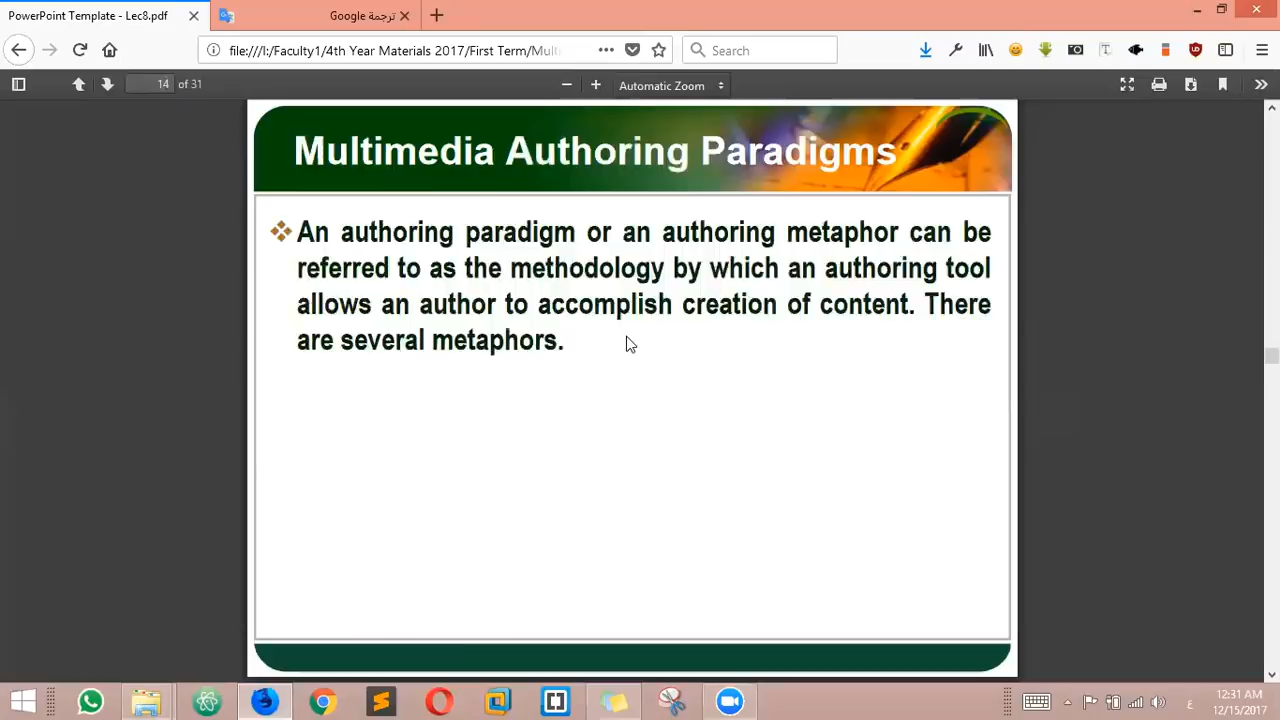 PowerPoint Template - Lec8.pdf
ترجمة Google
file:///I:/Faculty1/4th Year Materials 2017/First Term/Mult
Search
14 of 31
Automatic Zoom
Multimedia Authoring Paradigms
An authoring paradigm or an authoring metaphor can be
referred to as the methodology by which an authoring tool
allows an author to accomplish creation of content. There
are several metaphors.
ع
12:31 AM
12/15/2017